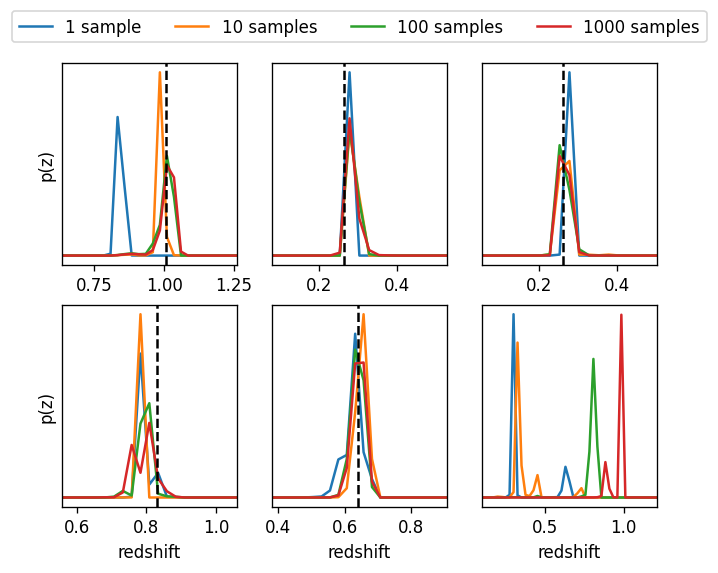 1 sample 10 samples 100 samples 1000 samples
p(z)
0.75 1.00 1.25
0.2 0.4
0.2 0.4
p(z)
0.6 0.8 1.0
0.4 0.6 0.8
0.5 1.0
redshift redshift redshift